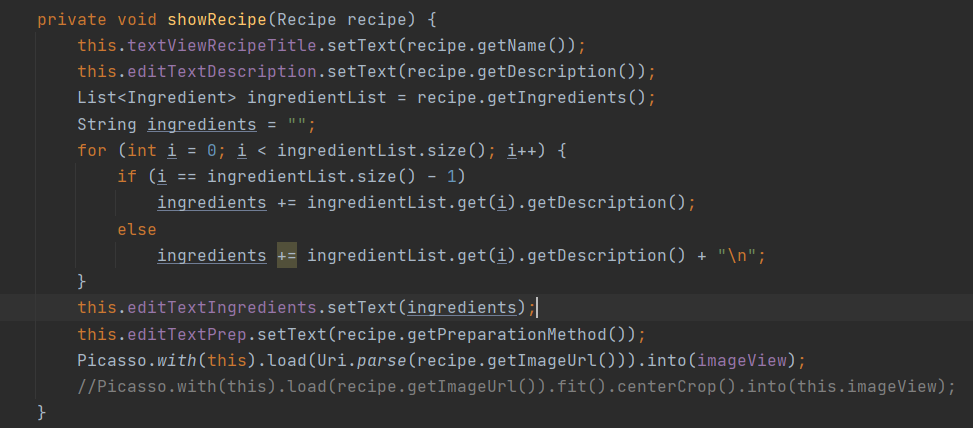 private void showRecipe(Recipe recipe) {
this.textViewRecipeTitle.setText(recipe.getName());
this.editTextDescription.setText(recipe.getDescription());
List<Ingredient> ingredientList = recipe.getIngredients();
String ingredients = "";
for (int i = 0; i < ingredientList.size(); i++) {
if (i == ingredientList.size() - 1)
ingredients += ingredientList.get(i).getDescription();
else
ingredients += ingredientList.get(i).getDescription() + "\n";
}
this.editTextIngredients.setText(ingredients);
this.editTextPrep.setText(recipe.getPreparationMethod());
Picasso.with(this).load(Uri.parse(recipe.getImageUrl())).into(imageView);
//Picasso.with(this).load(recipe.getImageUrl()).fit().centerCrop().into(this.imageView);
}